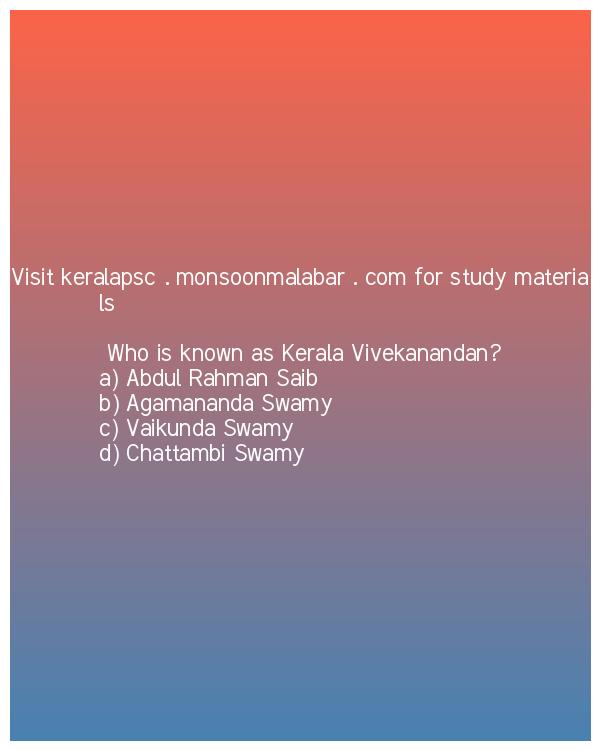 Visit keralapsc . monsoonmalabar . com for study materia
ls
Who is known as Kerala Vivekanandan?
a) Abdul Rahman Saib
b) Agamananda Swamy
c) Vaikunda Swamy
d) Chattambi Swamy